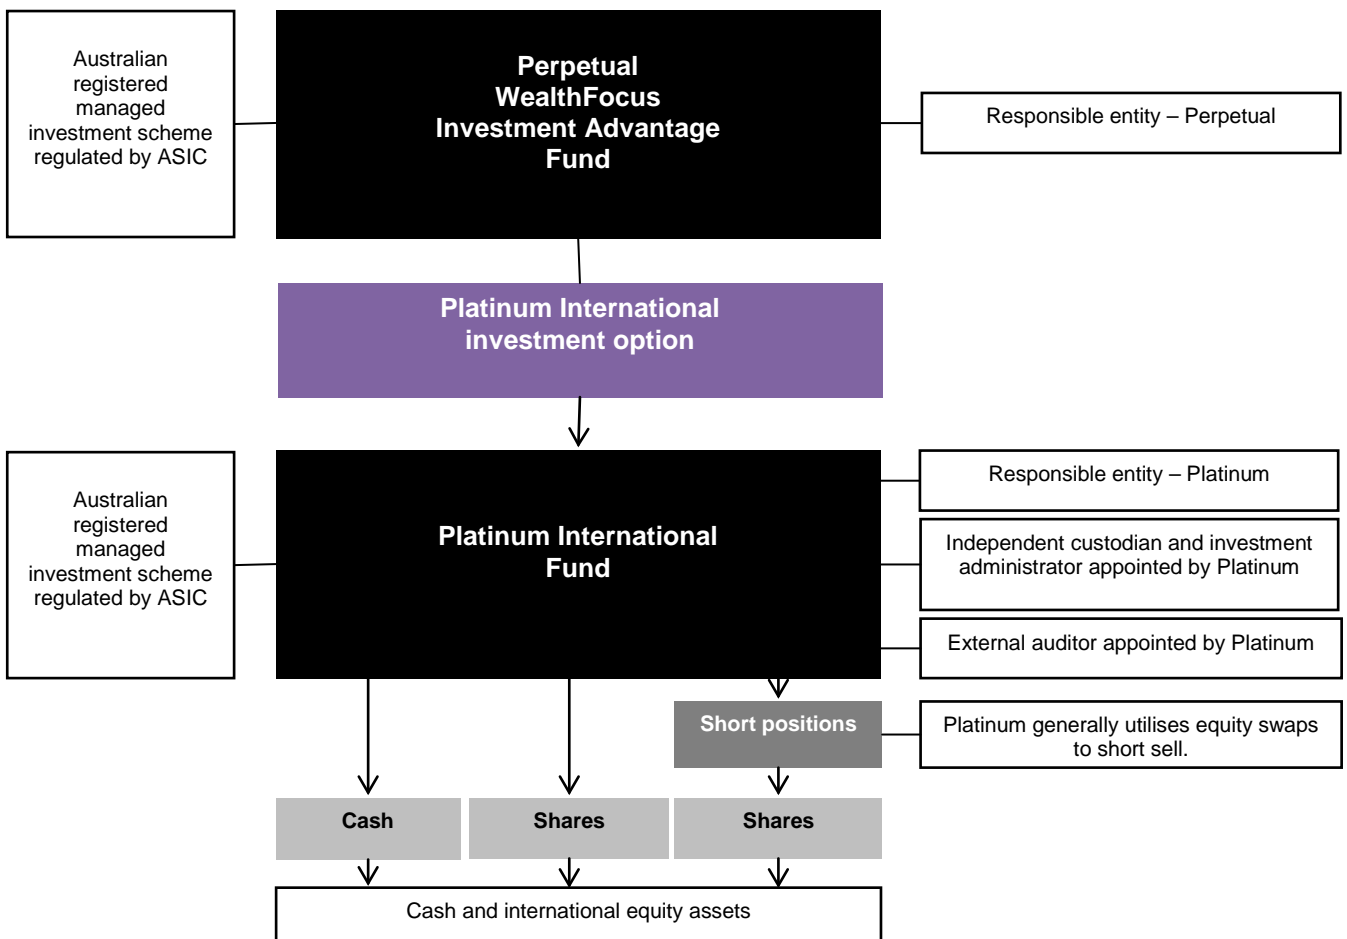 Australian
registered
managed
investment scheme
regulated by ASIC
Perpetual
WealthFocus
Investment Advantage
Fund
Responsible entity – Perpetual
Platinum International
investment option
Australian
registered
managed
investment scheme
regulated by ASIC
Platinum International
Fund
Responsible entity – Platinum
Independent custodian and investment
administrator appointed by Platinum
External auditor appointed by Platinum
Short positions
Platinum generally utilises equity swaps
to short sell.
Cash
Shares
Shares
Cash and international equity assets